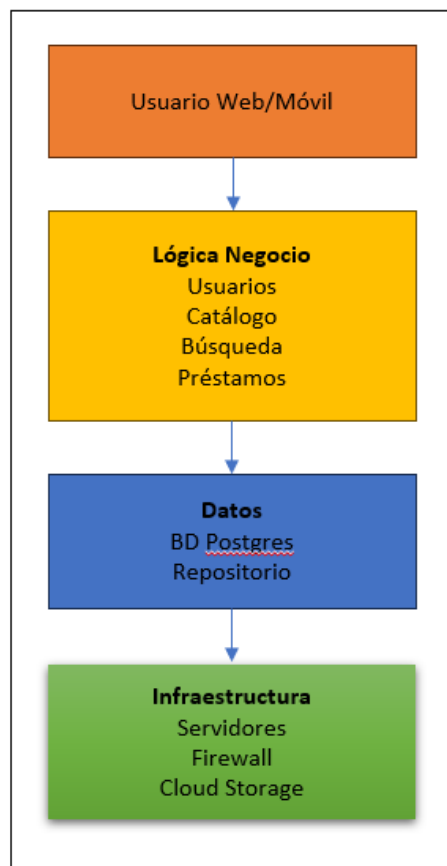 Usuario Web/Móvil
Lógica Negocio
Usuarios
Catálogo
Búsqueda
Préstamos
Datos
BD Postgres
Repositorio
Infraestructura
Servidores
Firewall
Cloud Storage